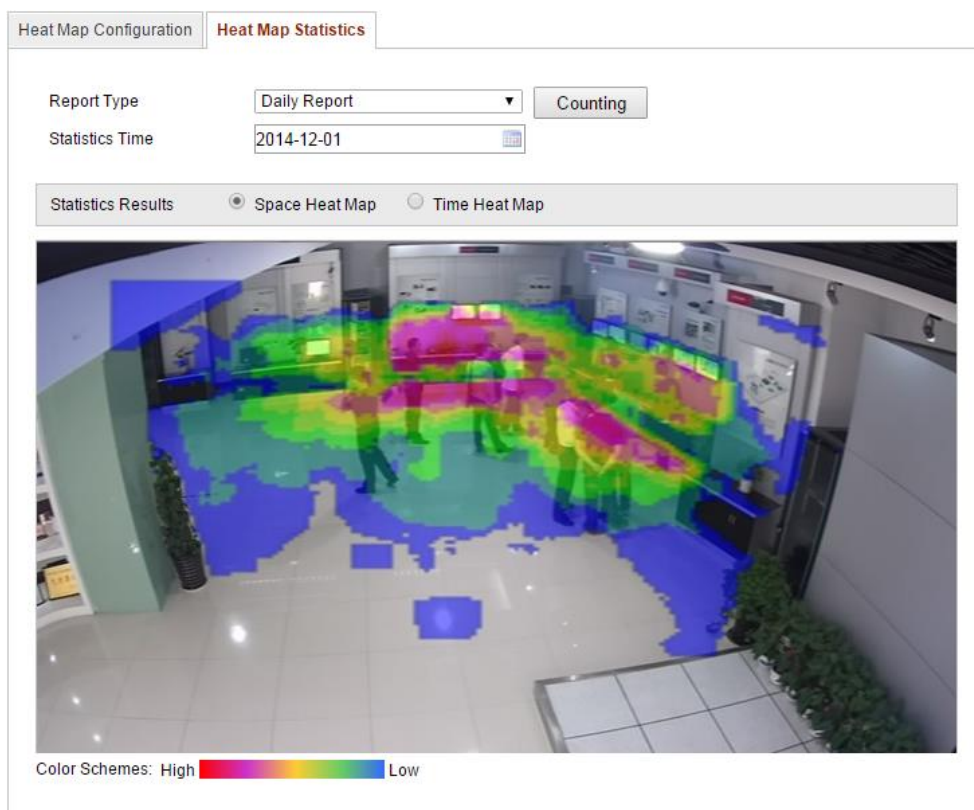 Heat Map Configuration Heat Map Statistics
Report Type Daily Report Counting
Statistics Time 2014-12-01
Statistics Results Space Heat Map Time Heat Map
Color Schemes: High Low